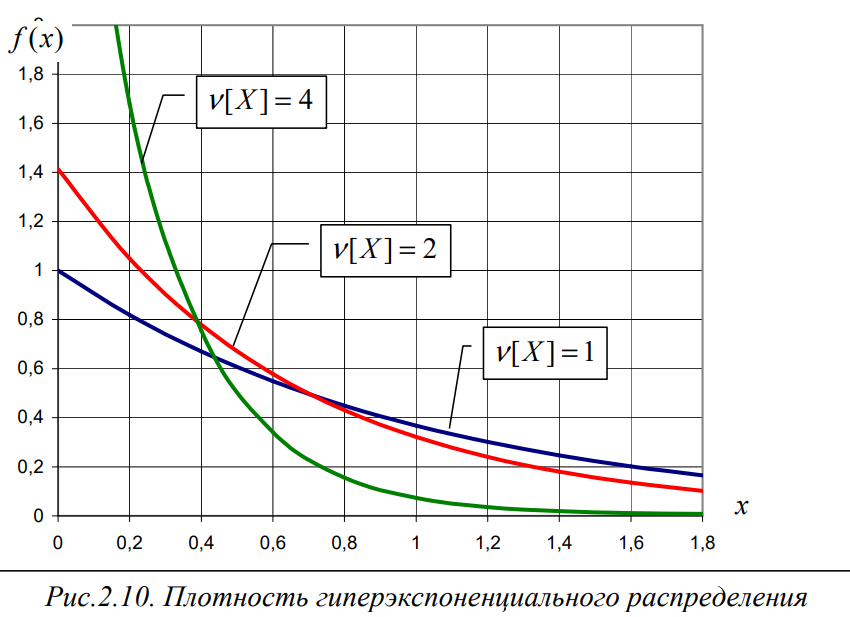 f(x)
1,8
1,6
1,4
1,2
1
0,8
0,6
0,4
0,2
0
ν[X] = 4
ν[X] = 2
ν[X] = 1
x
0 0,2 0,4 0,6 0,8 1 1,2 1,4 1,6 1,8
Рис.2.10. Плотность гиперэкспоненциального распределения